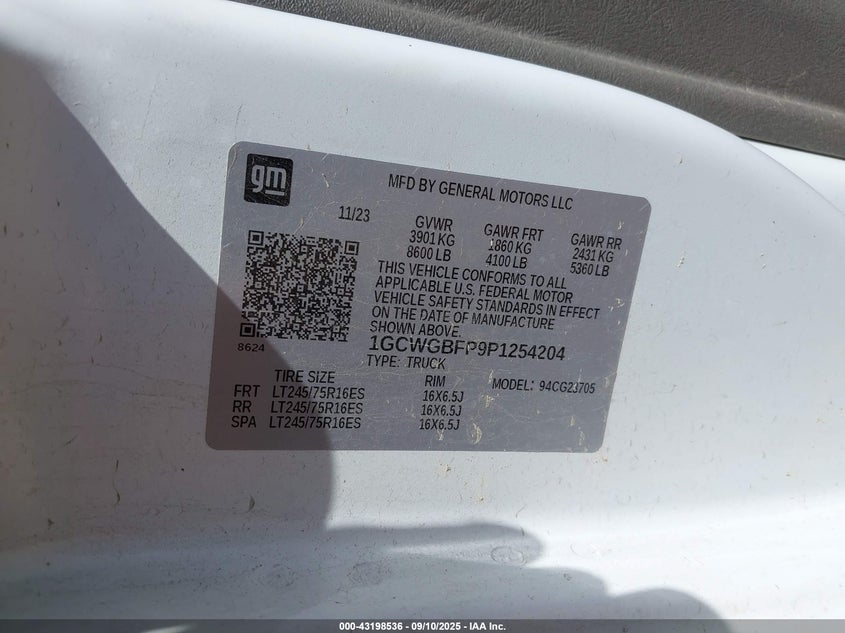 gm
MFD BY GENERAL MOTORS LLC
11/23
GVWR GAWR FRT GAWR RR
3901 KG 1860 KG 2431 KG
8600 LB 4100 LB 5360 LB
THIS VEHICLE CONFORMS TO ALL
APPLICABLE U.S. FEDERAL MOTOR
VEHICLE SAFETY STANDARDS IN EFFECT
ON THE DATE OF MANUFACTURE
SHOWN ABOVE.
8624
1GCWGBFP9P1254204
TYPE: TRUCK
TIRE SIZE RIM MODEL: 94CG23705
FRT LT245/75R16ES 16X6.5J
RR LT245/75R16ES 16X6.5J
SPA LT245/75R16ES 16X6.5J
000-43198536 - 09/10/2025 - IAA Inc.